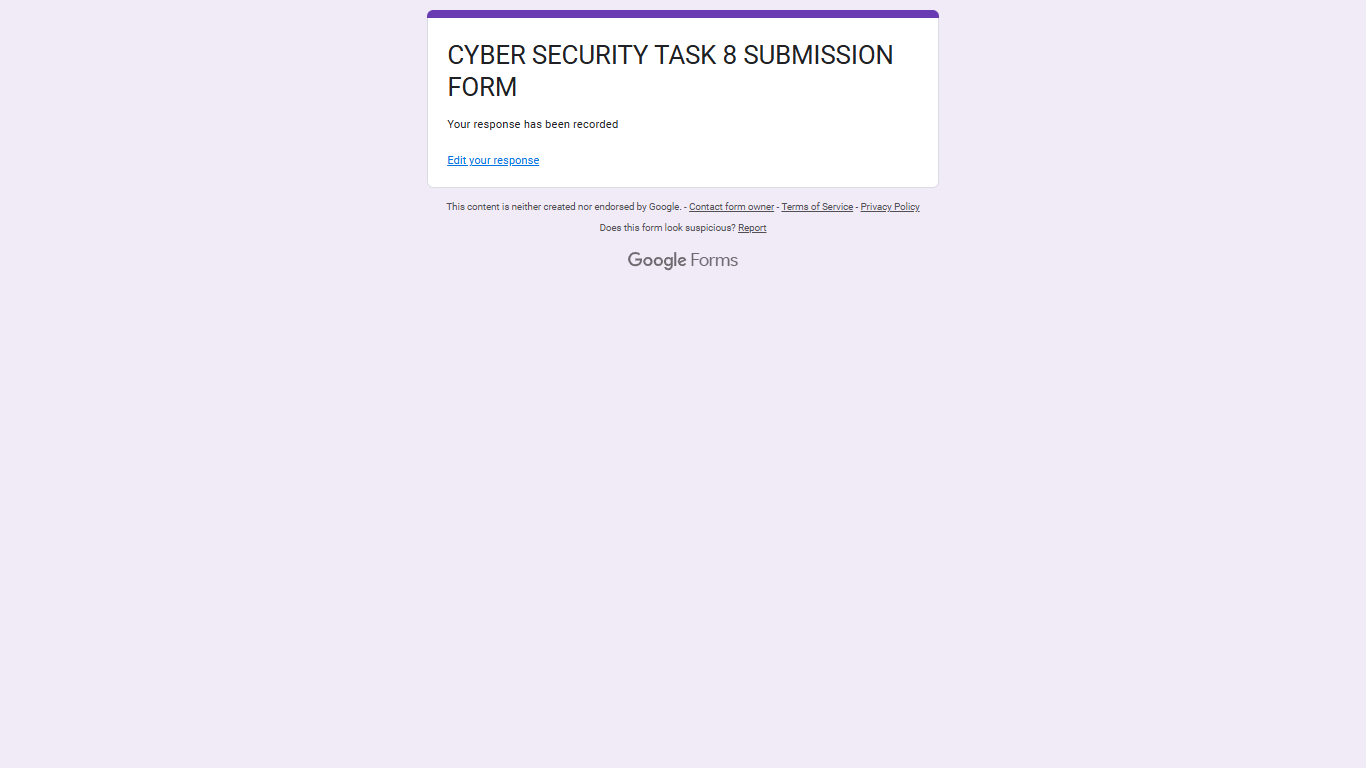 CYBER SECURITY TASK 8 SUBMISSION
FORM
Your response has been recorded
Edit your response
This content is neither created nor endorsed by Google. - Contact form owner - Terms of Service - Privacy Policy
Does this form look suspicious? Report
Google Forms